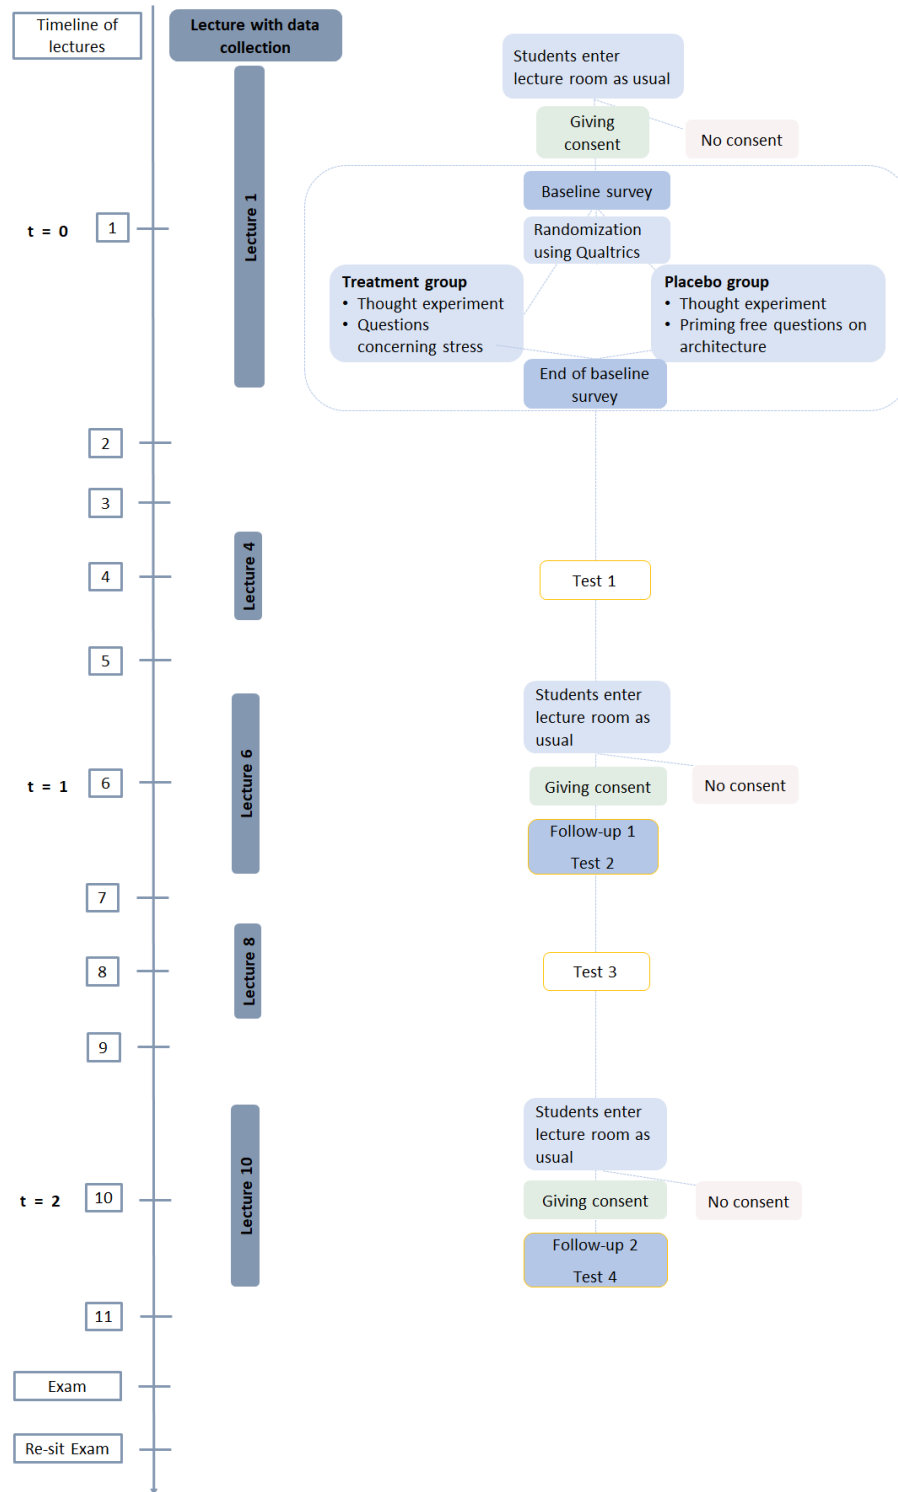 Timeline of
lectures
Lecture with data
collection
Students enter
lecture room as usual
Giving
consent
No consent
Baseline survey
t = 0
1
Lecture 1
Randomization
using Qualtrics
Treatment group
• Thought experiment
• Questions
concerning stress
Placebo group
• Thought experiment
• Priming free questions on
architecture
End of baseline
survey
2
3
4
Lecture 4
Test 1
5
Students enter
lecture room as
usual
t = 1
6
Lecture 6
Giving consent
No consent
Follow-up 1
Test 2
7
8
Lecture 8
Test 3
9
Students enter
lecture room as
usual
t = 2
10
Lecture 10
Giving consent
No consent
Follow-up 2
Test 4
11
Exam
Re-sit Exam